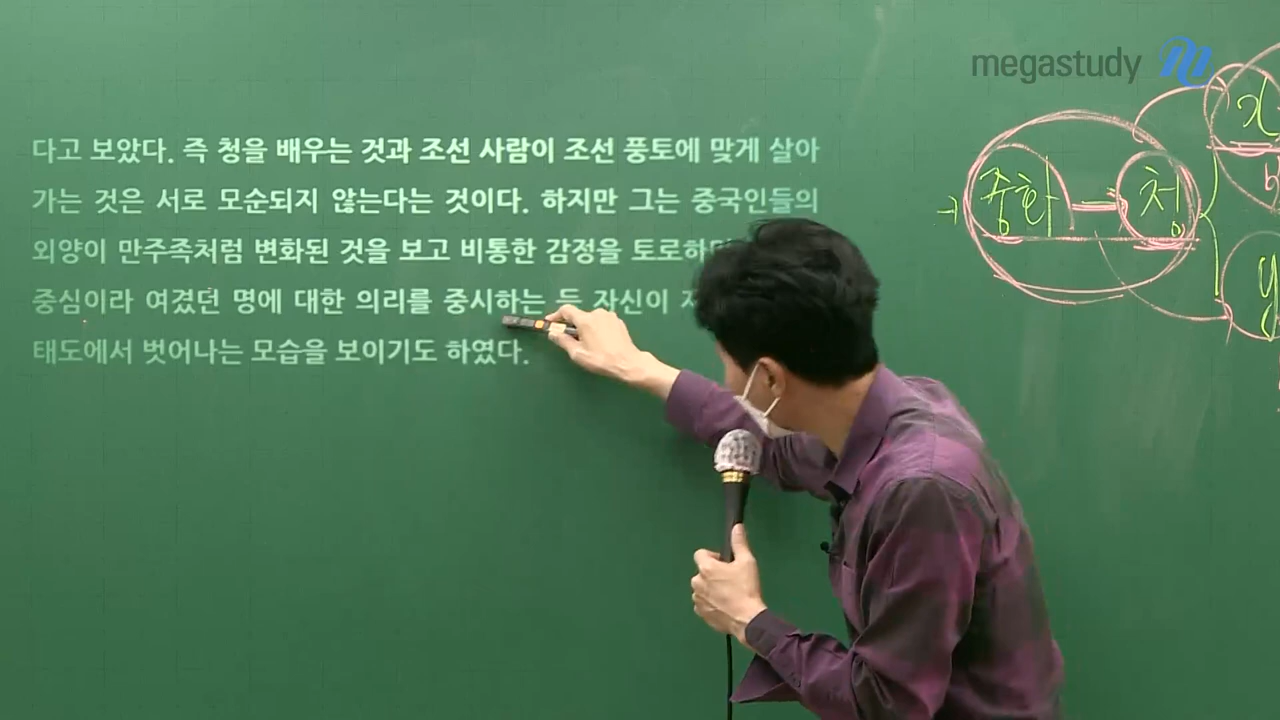 megastudy
다고 보았다. 즉 청을 배우는 것과 조선 사람이 조선 풍토에 맞게 살아
가는 것은 서로 모순되지 않는다는 것이다. 하지만 그는 중국인들의
외양이 만주족처럼 변화된 것을 보고 비통한 감정을 토로하
중심이라 여겼던 명에 대한 의리를 중시하는 등 자신이
태도에서 벗어나는 모습을 보이기도 하였다.
중화 = 청